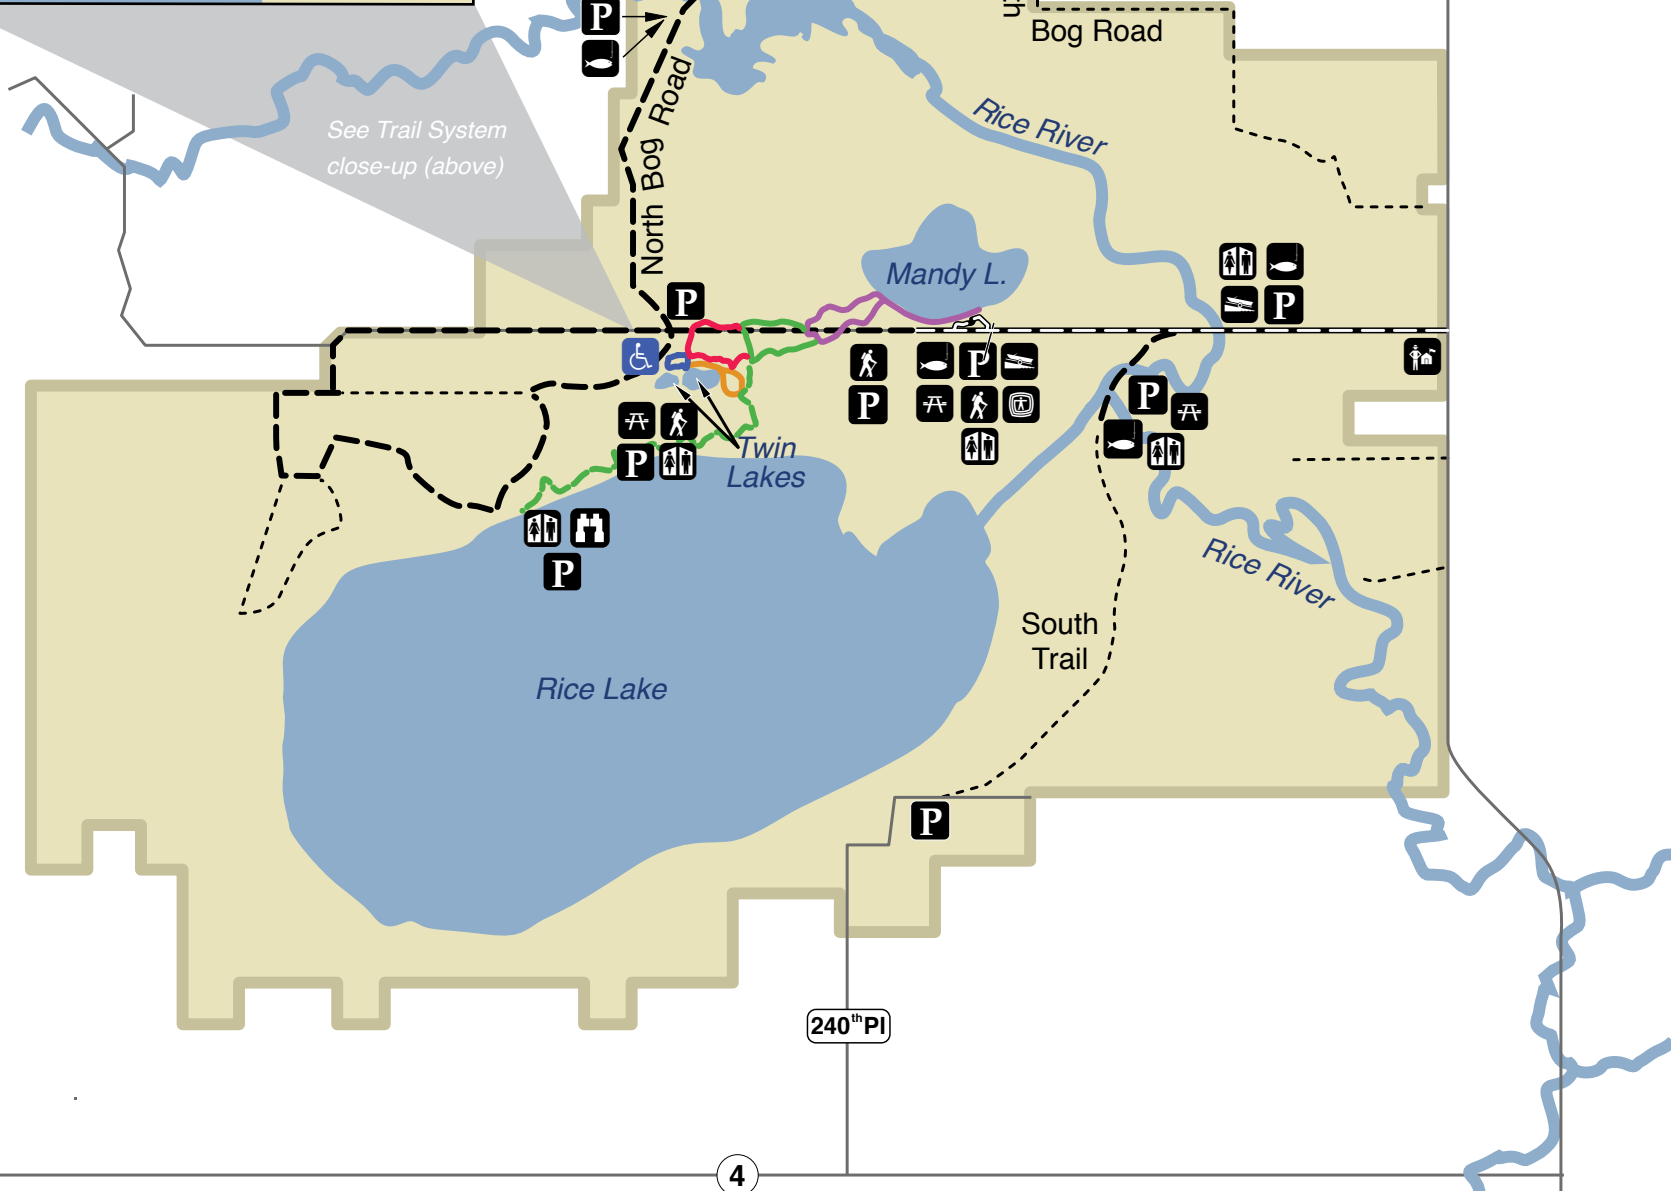 P
Bog Road
See Trail System
close-up (above)
North Bog Road
Rice River
Mandy L.
P
P
P
P
P
P
Twin
Lakes
P
P
Rice River
South
Trail
Rice Lake
P
240th Pl
4